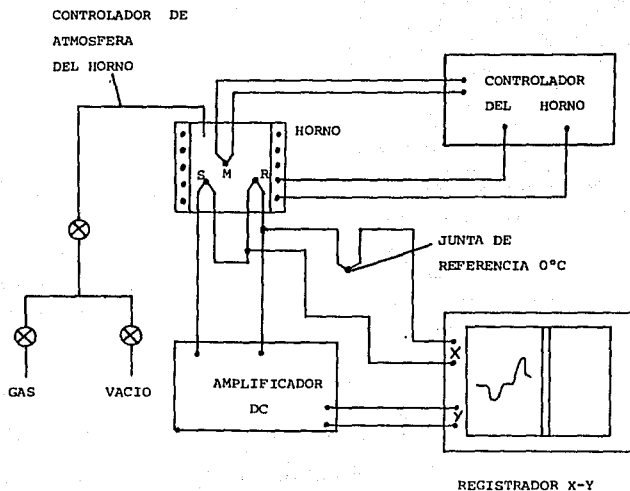 CONTROLADOR DE
ATMOSFERA
DEL HORNO
CONTROLADOR
DEL HORNO
HORNO
S
M
R
JUNTA DE
REFERENCIA 0°C
GAS
VACIO
AMPLIFICADOR
DC
X
Y
REGISTRADOR X-Y